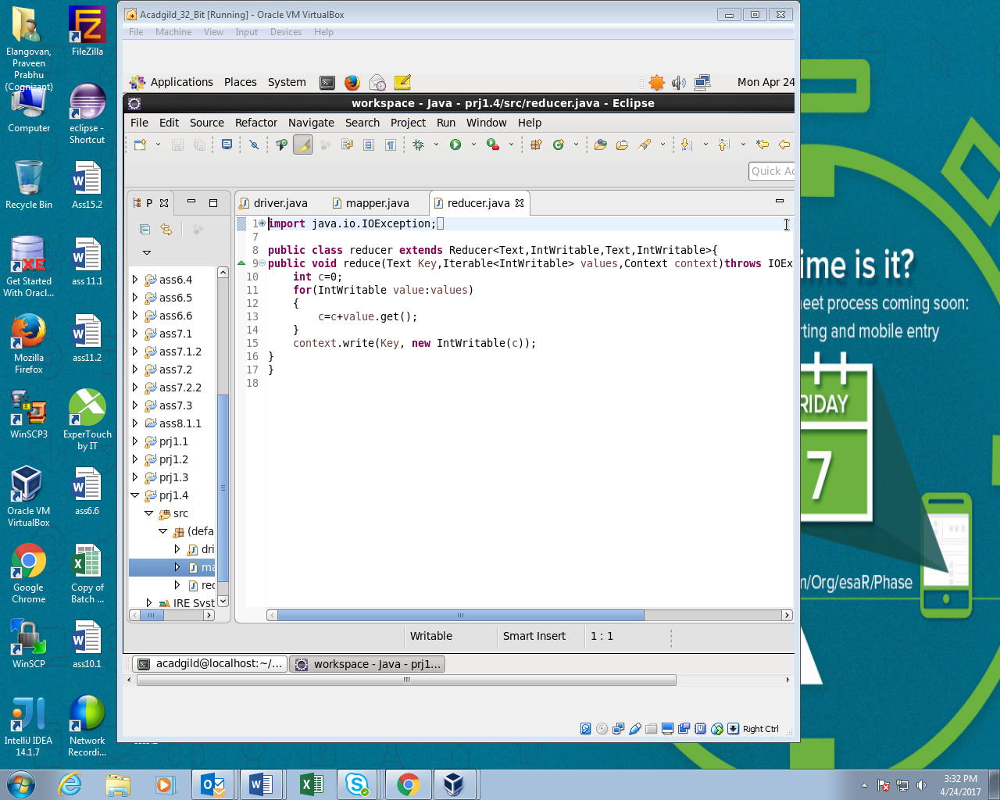 Acadgild_32_Bit [Running] - Oracle VM VirtualBox
File Machine View Input Devices Help
Applications Places System
Mon Apr 24
workspace - Java - prj1.4/src/reducer.java - Eclipse
File Edit Source Refactor Navigate Search Project Run Window Help
Quick Ac
P
driver.java
mapper.java
reducer.java
1 import java.io.IOException;
7
8 public class reducer extends Reducer<Text,IntWritable,Text,IntWritable>{
9 public void reduce(Text Key,Iterable<IntWritable> values,Context context)throws IOEx
10 int c=0;
11 for(IntWritable value:values)
12 {
13 c=c+value.get();
14 }
15 context.write(Key, new IntWritable(c));
16 }
17 }
18
ass6.4
ass6.5
ass6.6
ass7.1
ass7.1.2
ass7.2
ass7.2.2
ass7.3
ass8.1.1
prj1.1
prj1.2
prj1.3
prj1.4
src
(defa
dri
ma
rec
JRE Syst
Writable
Smart Insert
1 : 1
acadgild@localhost:~/...
workspace - Java - prj1...
Right Ctrl
Elangovan,
Praveen
Prabhu
(Cognizant)
FileZilla
Computer
eclipse -
Shortcut
Recycle Bin
Ass15.2
Get Started
With Oracl...
ass 11.1
Mozilla
Firefox
ass11.2
WinSCP3
ExperTouch
by IT
Oracle VM
VirtualBox
ass6.6
Google
Chrome
Copy of
Batch ...
WinSCP
ass10.1
IntelliJ IDEA
14.1.7
Network
Recordi...
ime is it?
heet process coming soon:
rting and mobile entry
RIDAY
7
m/Org/esaR/Phase
3:32 PM
4/24/2017